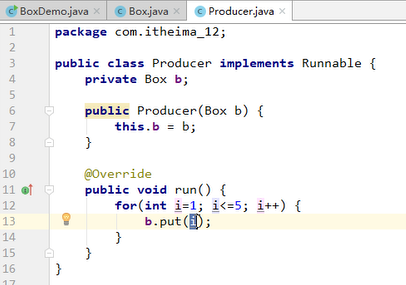 BoxDemo.java × Box.java × Producer.java ×
1 package com.itheima_12;
2
3 public class Producer implements Runnable {
4 private Box b;
5
6 public Producer(Box b) {
7 this.b = b;
8 }
9
10 @Override
11 public void run() {
12 for(int i=1; i<=5; i++) {
13 b.put(i);
14 }
15 }
16 }